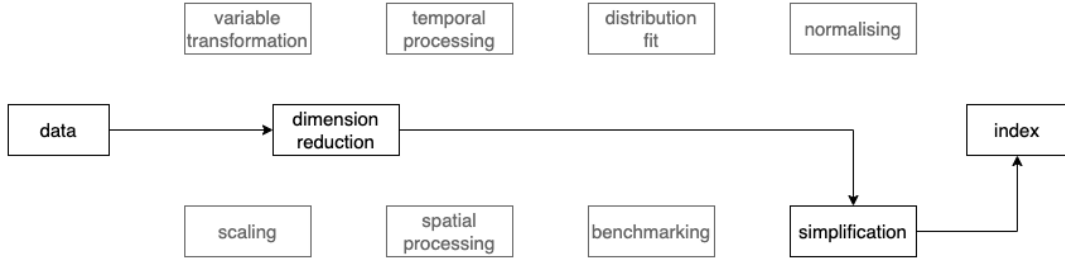 variable
transformation
temporal
processing
distribution
fit
normalising
data
dimension
reduction
index
scaling
spatial
processing
benchmarking
simplification